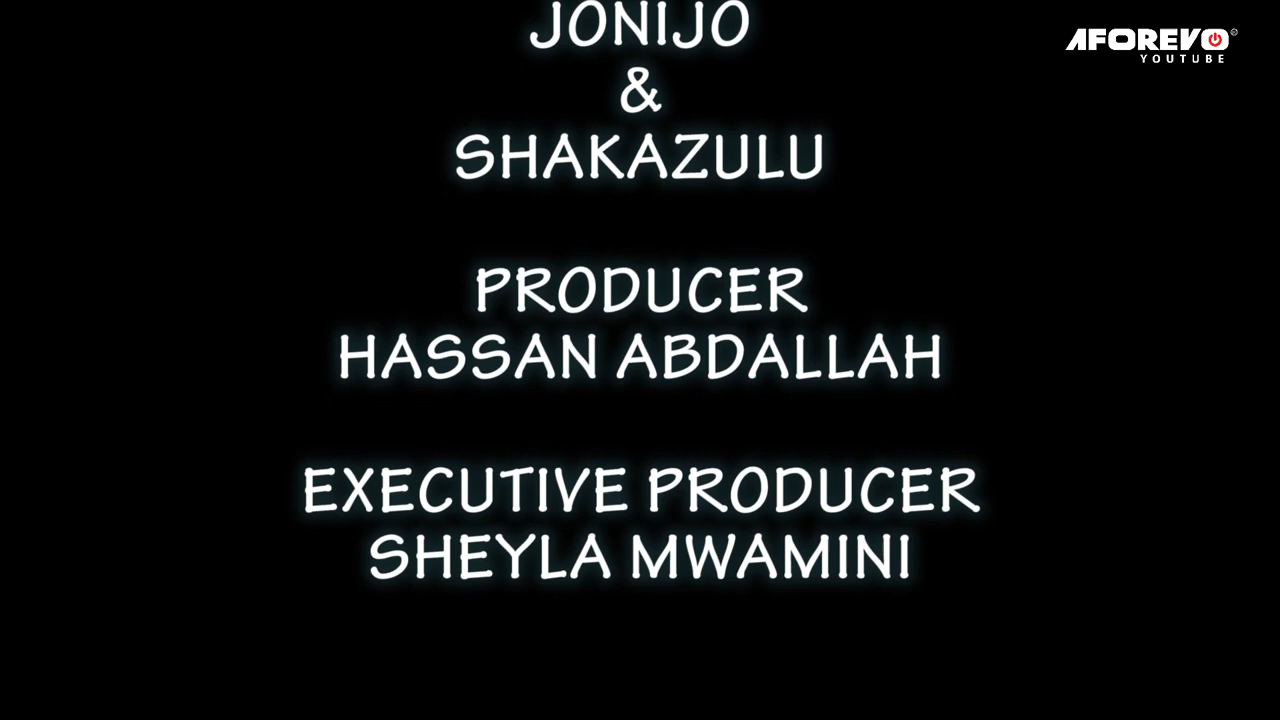 JONIJO
&
SHAKAZULU
PRODUCER
HASSAN ABDALLAH
EXECUTIVE PRODUCER
SHEYLA MWAMINI
AFOREVO
YOUTUBE